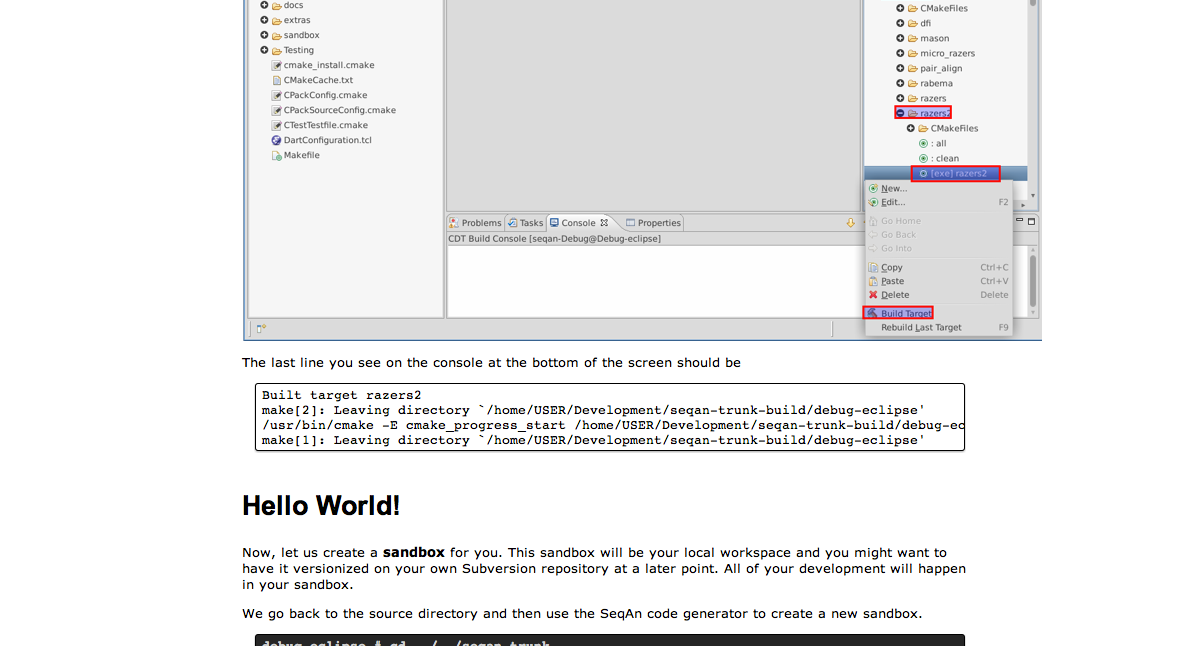 docs
extras
sandbox
Testing
cmake_install.cmake
CMakeCache.txt
CPackConfig.cmake
CPackSourceConfig.cmake
CTestTestfile.cmake
DartConfiguration.tcl
Makefile
CMakeFiles
dfi
mason
micro_razers
pair_align
rabema
razers
razers2
CMakeFiles
: all
: clean
[exe] razers2
New...
Edit... F2
Go Home
Go Back
Go Into
Copy Ctrl+C
Paste Ctrl+V
Delete Delete
Build Target
Rebuild Last Target F9
Problems Tasks Console Properties
CDT Build Console [seqan-Debug@Debug-eclipse]
The last line you see on the console at the bottom of the screen should be
Built target razers2
make[2]: Leaving directory `/home/USER/Development/seqan-trunk-build/debug-eclipse'
/usr/bin/cmake -E cmake_progress_start /home/USER/Development/seqan-trunk-build/debug-ec
make[1]: Leaving directory `/home/USER/Development/seqan-trunk-build/debug-eclipse'
Hello World!
Now, let us create a sandbox for you. This sandbox will be your local workspace and you might want to
have it versionized on your own Subversion repository at a later point. All of your development will happen
in your sandbox.
We go back to the source directory and then use the SeqAn code generator to create a new sandbox.